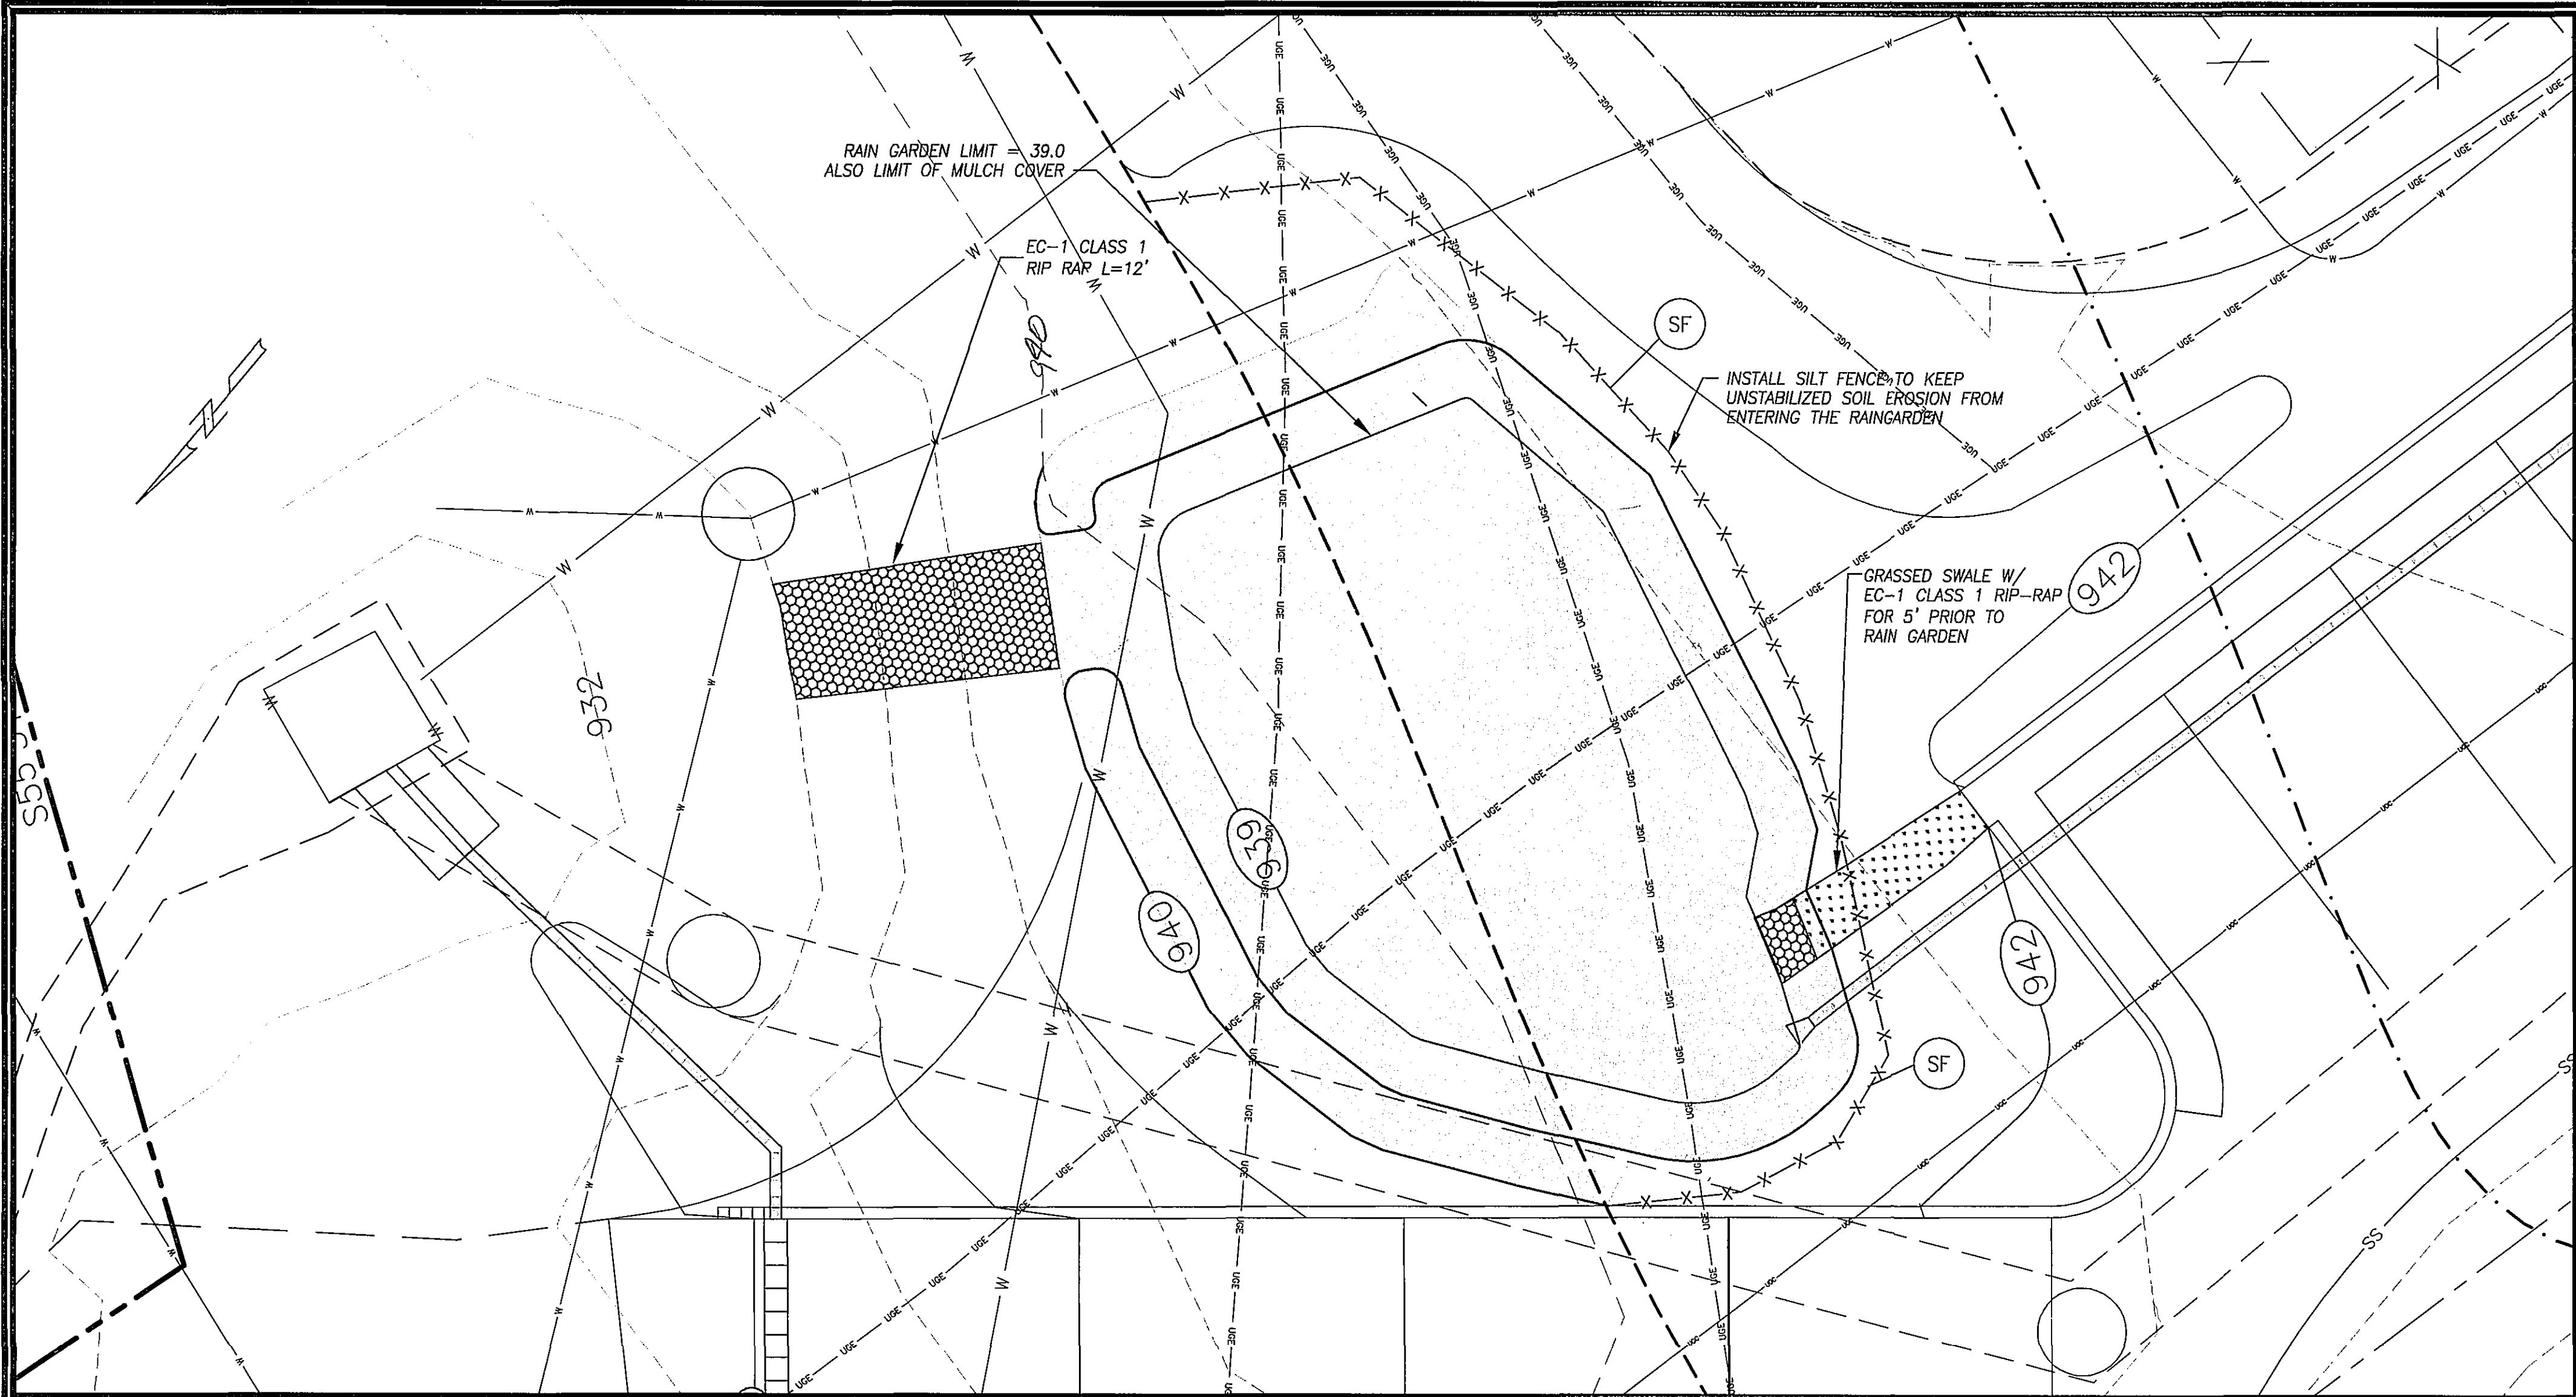 RAIN GARDEN LIMIT = 39.0
ALSO LIMIT OF MULCH COVER
EC-1 CLASS 1
RIP RAP L=12'
940
SF
INSTALL SILT FENCE TO KEEP
UNSTABILIZED SOIL EROSION FROM
ENTERING THE RAINGARDEN
GRASSED SWALE W/
EC-1 CLASS 1 RIP-RAP
FOR 5' PRIOR TO
RAIN GARDEN
942
932
939
940
942
SF
SS
SS
W
UGE
X
N